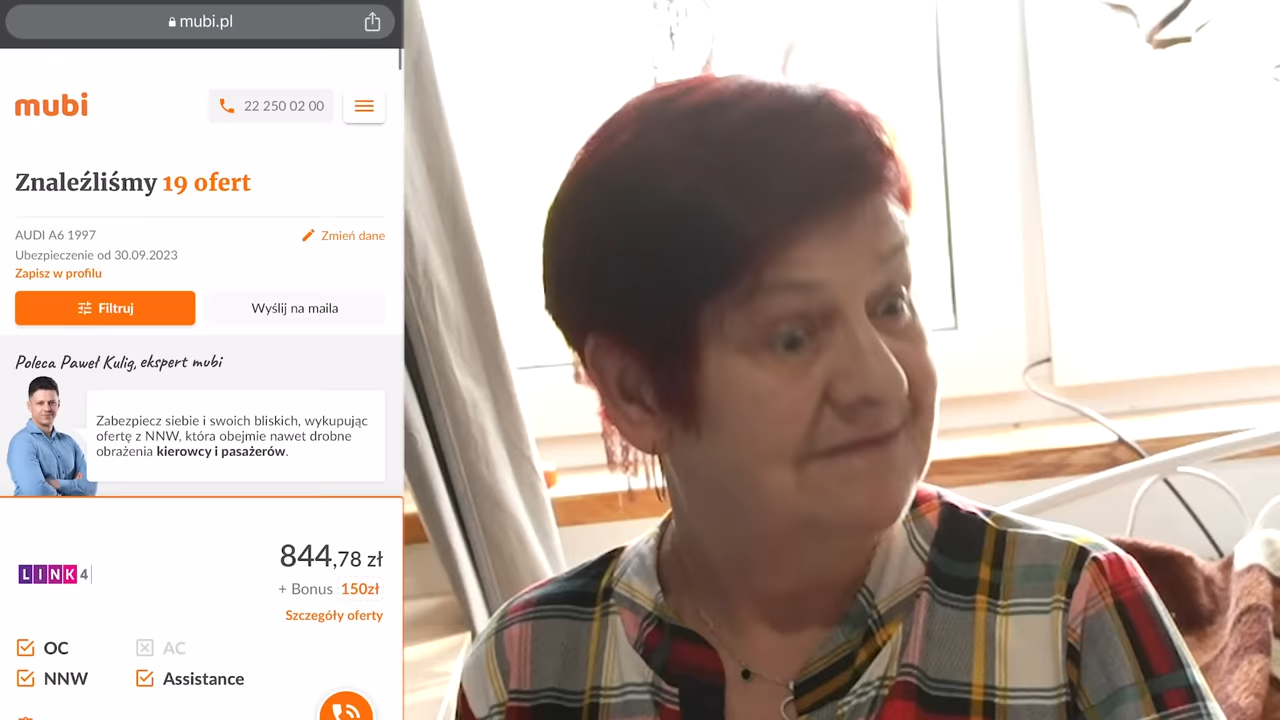 mubi.pl
mubi
22 250 02 00
Znaleźliśmy 19 ofert
AUDI A6 1997
Zmień dane
Ubezpieczenie od 30.09.2023
Zapisz w profilu
Filtruj
Wyślij na maila
Poleca Paweł Kulig, ekspert mubi
Zabezpiecz siebie i swoich bliskich, wykupując
ofertę z NNW, która obejmie nawet drobne
obrażenia kierowcy i pasażerów.
844,78 zł
LINK4
+ Bonus 150zł
Szczegóły oferty
OC
AC
NNW
Assistance